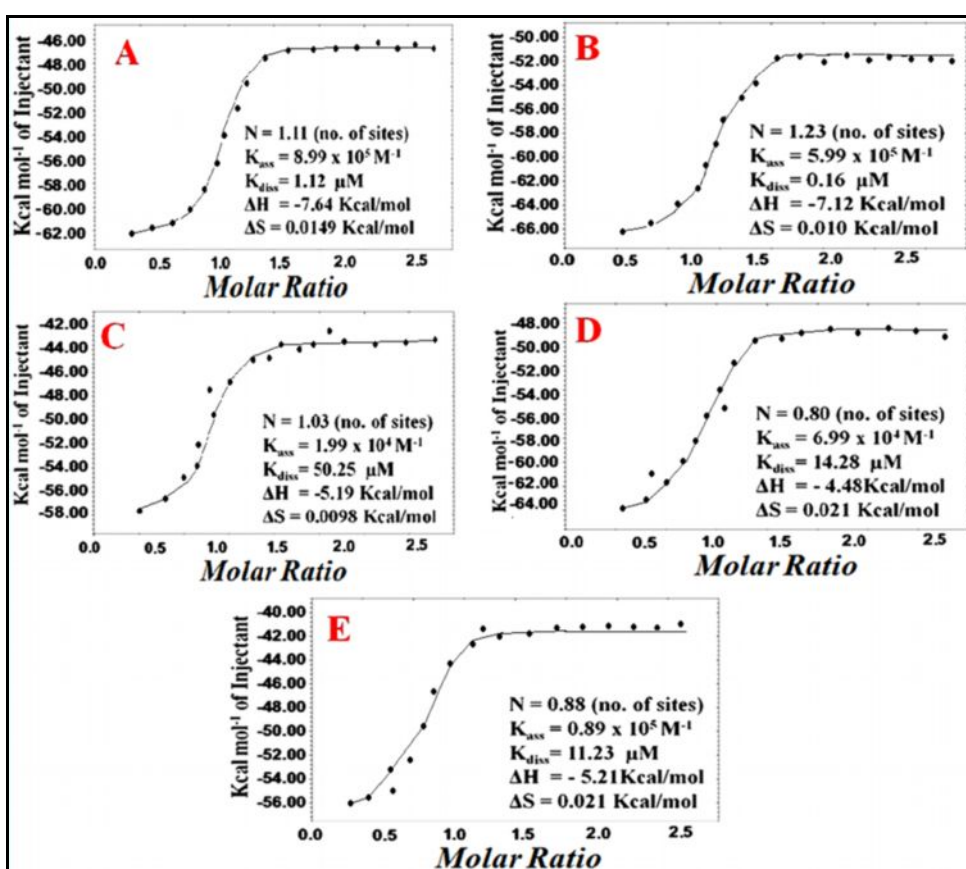 A
Kcal mol⁻¹ of Injectant
-46.00
-48.00
-50.00
-52.00
-54.00
-56.00
-58.00
-60.00
-62.00
N = 1.11 (no. of sites)
Kass = 8.99 x 10⁵ M⁻¹
Kdiss = 1.12 μM
ΔH = -7.64 Kcal/mol
ΔS = 0.0149 Kcal/mol
0.0 0.5 1.0 1.5 2.0 2.5
Molar Ratio
B
Kcal mol⁻¹ of Injectant
-50.00
-52.00
-54.00
-56.00
-58.00
-60.00
-62.00
-64.00
-66.00
N = 1.23 (no. of sites)
Kass = 5.99 x 10⁵ M⁻¹
Kdiss = 0.16 μM
ΔH = -7.12 Kcal/mol
ΔS = 0.010 Kcal/mol
0.0 0.5 1.0 1.5 2.0 2.5
Molar Ratio
C
Kcal mol⁻¹ of Injectant
-42.00
-44.00
-46.00
-48.00
-50.00
-52.00
-54.00
-56.00
-58.00
N = 1.03 (no. of sites)
Kass = 1.99 x 10⁴ M⁻¹
Kdiss= 50.25 μM
ΔH = -5.19 Kcal/mol
ΔS = 0.0098 Kcal/mol
0.0 0.5 1.0 1.5 2.0 2.5
Molar Ratio
D
Kcal mol⁻¹ of Injectant
-48.00
-50.00
-52.00
-54.00
-56.00
-58.00
-60.00
-62.00
-64.00
N = 0.80 (no. of sites)
Kass = 6.99 x 10⁴ M⁻¹
Kdiss = 14.28 μM
ΔH = - 4.48Kcal/mol
ΔS = 0.021 Kcal/mol
0.0 0.5 1.0 1.5 2.0 2.5
Molar Ratio
E
Kcal mol⁻¹ of Injectant
-40.00
-42.00
-44.00
-46.00
-48.00
-50.00
-52.00
-54.00
-56.00
N = 0.88 (no. of sites)
Kass = 0.89 x 10⁵ M⁻¹
Kdiss= 11.23 μM
ΔH = - 5.21Kcal/mol
ΔS = 0.021 Kcal/mol
0.0 0.5 1.0 1.5 2.0 2.5
Molar Ratio